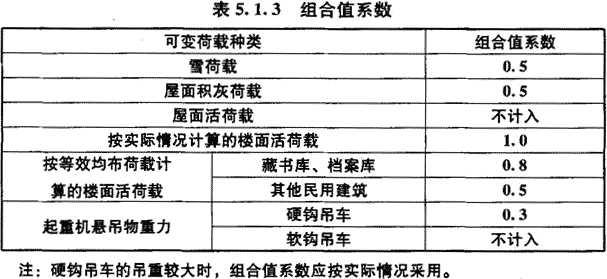 表 5.1.3 组合值系数
可变荷载种类 组合值系数
雪荷载 0.5
屋面积灰荷载 0.5
屋面活荷载 不计入
按实际情况计算的楼面活荷载 1.0
按等效均布荷载计算的楼面活荷载 藏书库、档案库 0.8
其他民用建筑 0.5
起重机悬吊物重力 硬钩吊车 0.3
软钩吊车 不计入
注：硬钩吊车的吊重较大时，组合值系数应按实际情况采用。